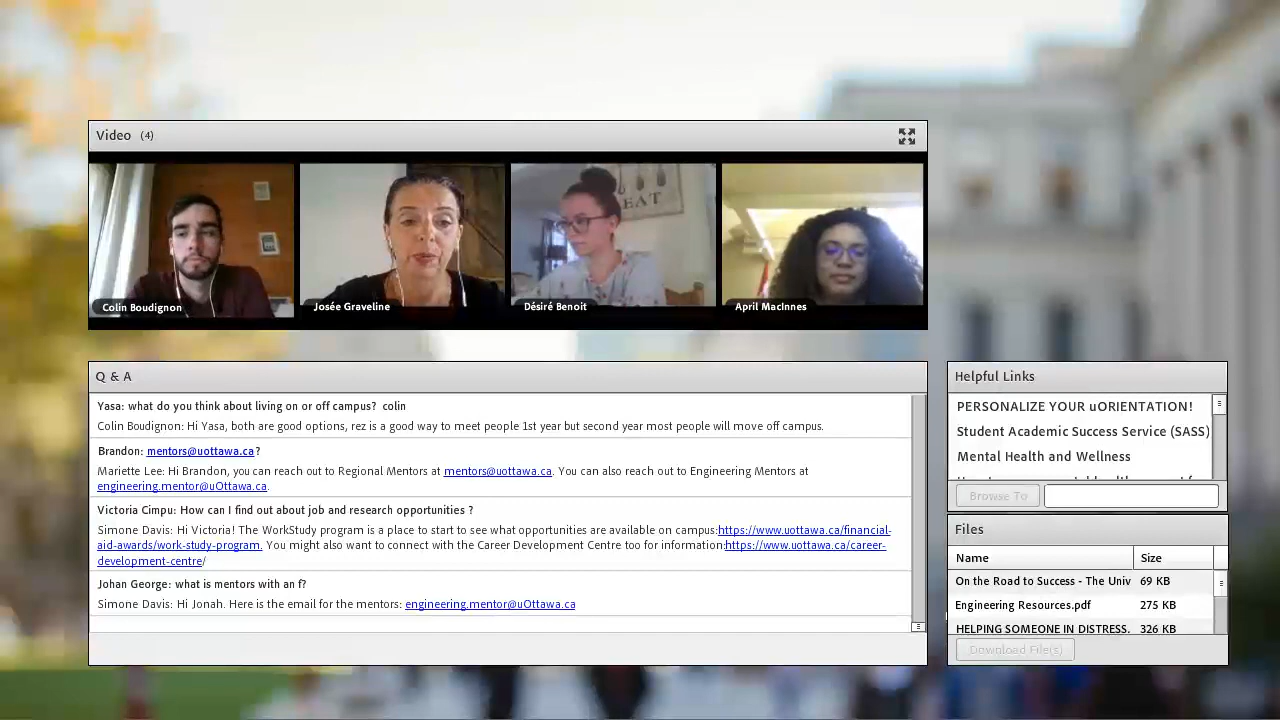 Video (4)
EAT
Colin Boudignon
Josée Graveline
Désiré Benoit
April MacInnes
Q & A
Yasa: what do you think about living on or off campus? colin
Colin Boudignon: Hi Yasa, both are good options, rez is a good way to meet people 1st year but second year most people will move off campus.
Brandon: mentors@uottawa.ca?
Mariette Lee: Hi Brandon, you can reach out to Regional Mentors at mentors@uottawa.ca. You can also reach out to Engineering Mentors at
engineering.mentor@uOttawa.ca.
Victoria Cimpu: How can I find out about job and research opportunities ?
Simone Davis: Hi Victoria! The WorkStudy program is a place to start to see what opportunities are available on campus:https://www.uottawa.ca/financial-
aid-awards/work-study-program. You might also want to connect with the Career Development Centre too for information:https://www.uottawa.ca/career-
development-centre/
Johan George: what is mentors with an f?
Simone Davis: Hi Jonah. Here is the email for the mentors: engineering.mentor@uOttawa.ca
Helpful Links
PERSONALIZE YOUR uORIENTATION!
Student Academic Success Service (SASS)
Mental Health and Wellness
Browse To
Files
Name Size
On the Road to Success - The Univ 69 KB
Engineering Resources.pdf 275 KB
HELPING SOMEONE IN DISTRESS. 326 KB
Download File(s)